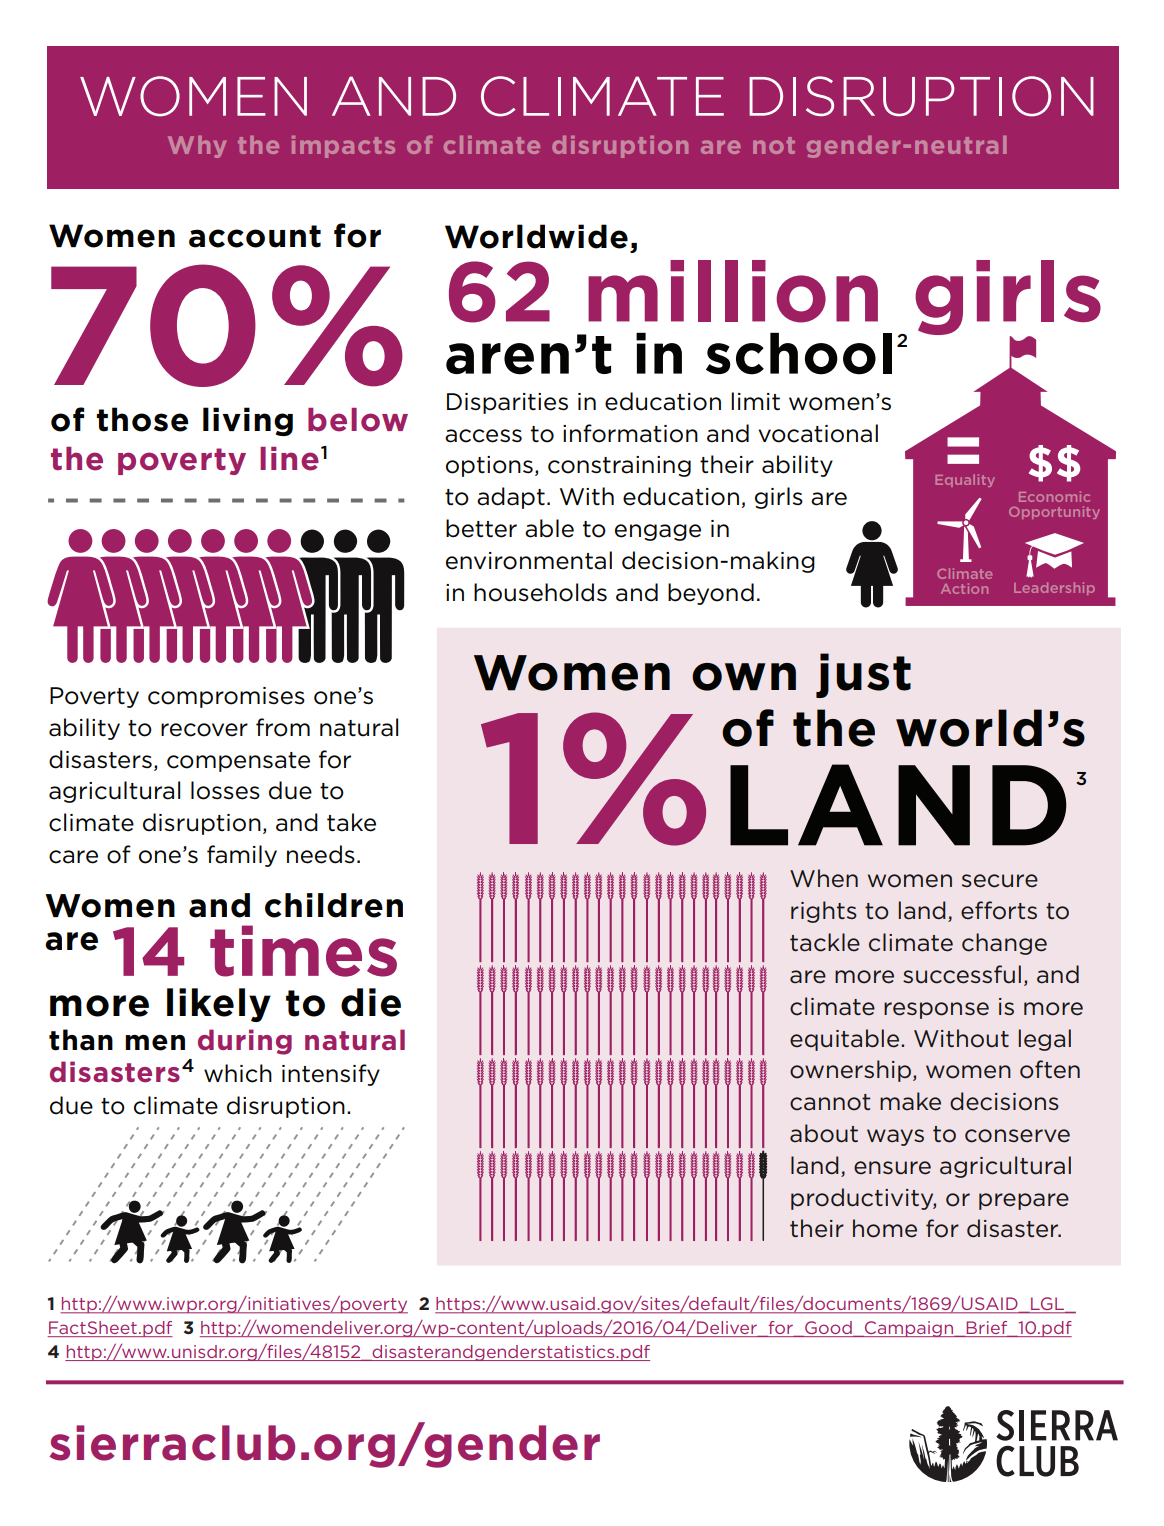 WOMEN AND CLIMATE DISRUPTION
Why the impacts of climate disruption are not gender-neutral
Women account for
70%
of those living below
the poverty line1
Poverty compromises one's
ability to recover from natural
disasters, compensate for
agricultural losses due to
climate disruption, and take
care of one's family needs.
Women and children
are 14 times
more likely to die
than men during natural
disasters4 which intensify
due to climate disruption.
Worldwide,
62 million girls
aren't in school2
Disparities in education limit women's
access to information and vocational
options, constraining their ability
to adapt. With education, girls are
better able to engage in
environmental decision-making
in households and beyond.
Equality
$$
Economic
Opportunity
Climate
Action
Leadership
Women own just
1% of the world's
LAND3
When women secure
rights to land, efforts to
tackle climate change
are more successful, and
climate response is more
equitable. Without legal
ownership, women often
cannot make decisions
about ways to conserve
land, ensure agricultural
productivity, or prepare
their home for disaster.
1 http://www.iwpr.org/initiatives/poverty 2 https://www.usaid.gov/sites/default/files/documents/1869/USAID_LGL_
FactSheet.pdf 3 http://womendeliver.org/wp-content/uploads/2016/04/Deliver_for_Good_Campaign_Brief_10.pdf
4 http://www.unisdr.org/files/48152_disasterandgenderstatistics.pdf
sierraclub.org/gender
SIERRA
CLUB